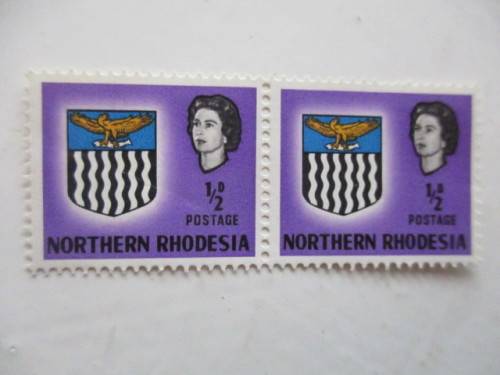 ½D
POSTAGE
NORTHERN RHODESIA
½D
POSTAGE
NORTHERN RHODESIA